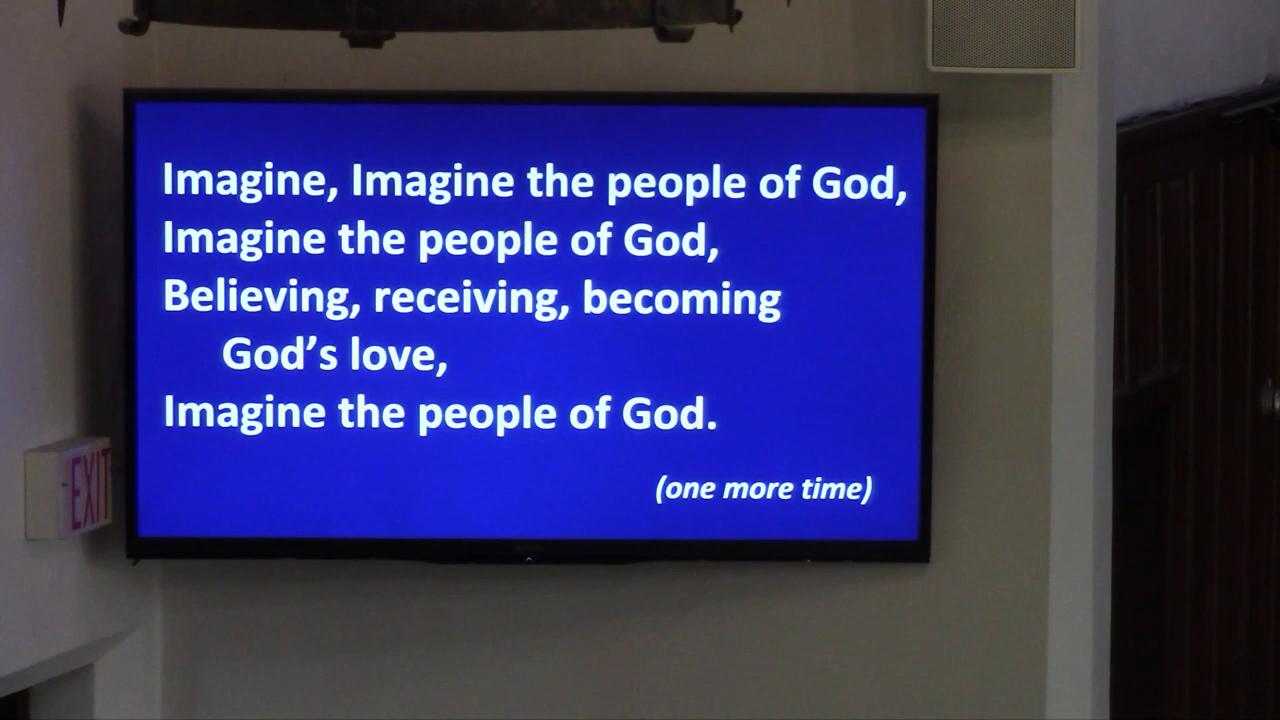 Imagine, Imagine the people of God,
Imagine the people of God,
Believing, receiving, becoming
God’s love,
Imagine the people of God.
(one more time)
EXIT